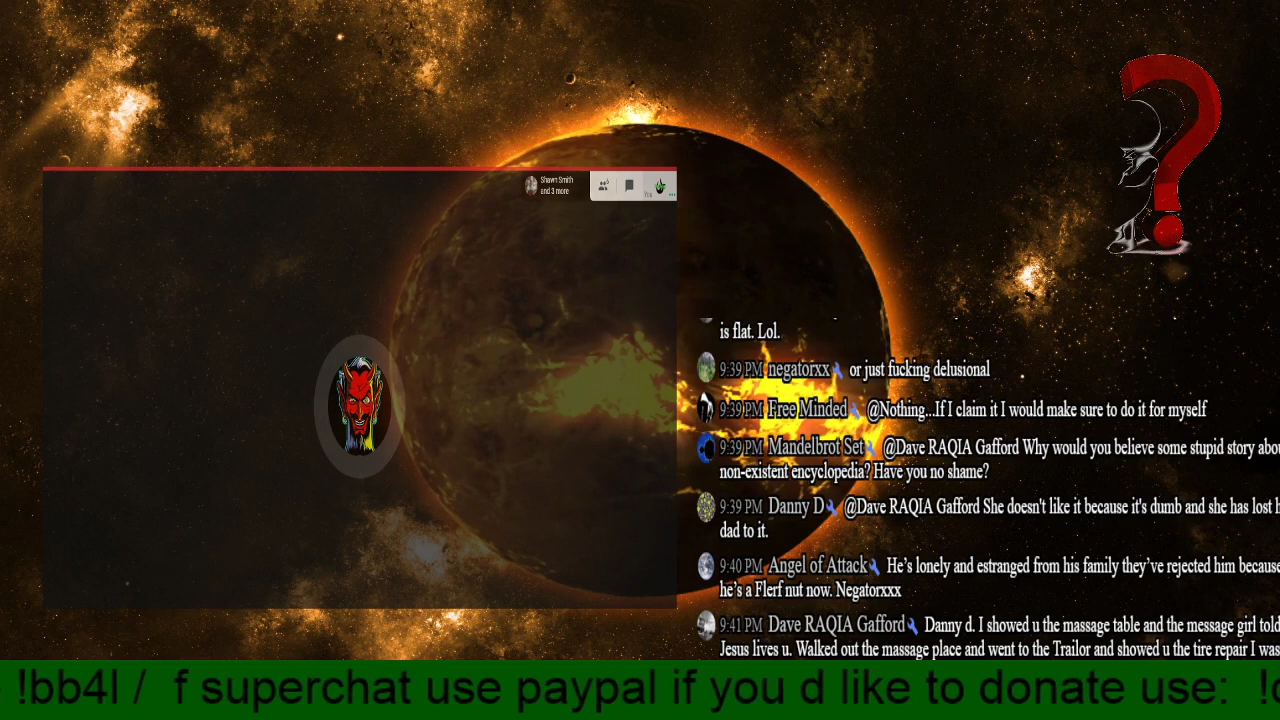 Shawn Smith
and 3 more
You
is flat. Lol.
9:39 PM negatorxx or just fucking delusional
9:39 PM Free Minded @Nothing...If I claim it I would make sure to do it for myself
9:39 PM Mandelbrot Set @Dave RAQIA Gafford Why would you believe some stupid story abou
non-existent encyclopedia? Have you no shame?
9:39 PM Danny D @Dave RAQIA Gafford She doesn't like it because it's dumb and she has lost h
dad to it.
9:40 PM Angel of Attack He's lonely and estranged from his family they've rejected him because
he's a Flerf nut now. Negatorxxx
9:41 PM Dave RAQIA Gafford Danny d. I showed u the massage table and the message girl told
Jesus lives u. Walked out the massage place and went to the Trailor and showed u the tire repair I was
!bb4l / f superchat use paypal if you d like to donate use: